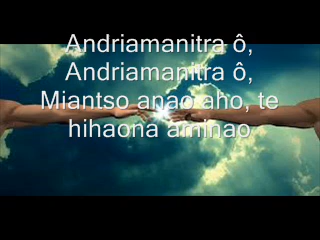 Andriamanitra ô,
Andriamanitra ô,
Miantso anao aho, te
hihaona aminao